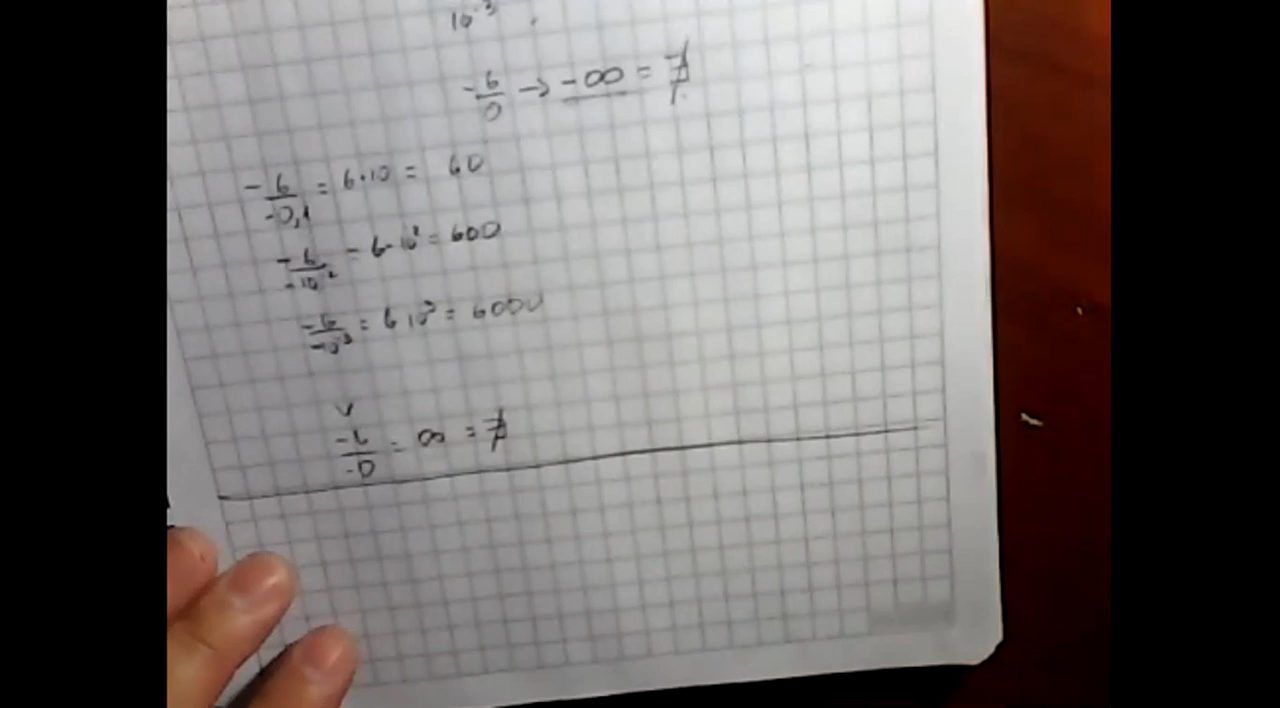 10⁻³
-6/0 → -∞ = ∄
-6/-0,1 = 6·10 = 60
-6/-10⁻² = 6·10² = 600
-6/-10⁻³ = 6·10³ = 6000
-6/-0 = ∞ = ∄